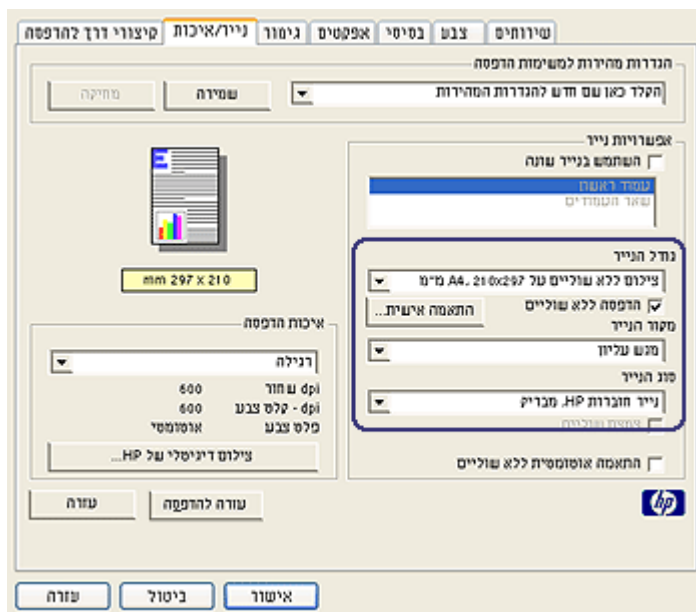 שירותים
צבע
בסיסי
אפקטים
גימור
נייר/איכות
קיצורי דרך להדפסה
הגדרות מהירות למשימות הדפסה
הקלד כאן שם חדש להגדרות המהירות
שמירה
מחיקה
אפשרויות נייר
השתמש בנייר שונה
עמוד ראשון
שאר העמודים
גודל הנייר
צילום ללא שוליים על A4, 210x297 מ"מ
הדפסה ללא שוליים
התאמה אישית...
מקור הנייר
מגש עליון
סוג הנייר
נייר חוברות HP, מבריק
צמצם שוליים
התאמה אוטומטית ללא שוליים
mm 297 x 210
איכות הדפסה
רגילה
dpi שחור 600
dpi - קלט צבע 600
פלט צבע אוטומטי
צילום דיגיטלי של HP...
עזרה להדפסה
עזרה
hp
אישור
ביטול
עזרה